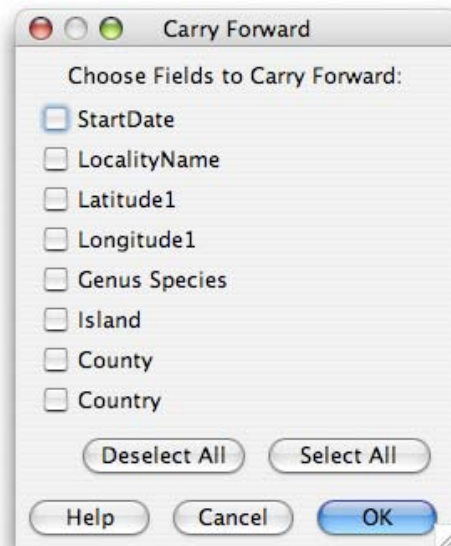 Carry Forward
Choose Fields to Carry Forward:
StartDate
LocalityName
Latitude1
Longitude1
Genus Species
Island
County
Country
Deselect All Select All
Help Cancel OK